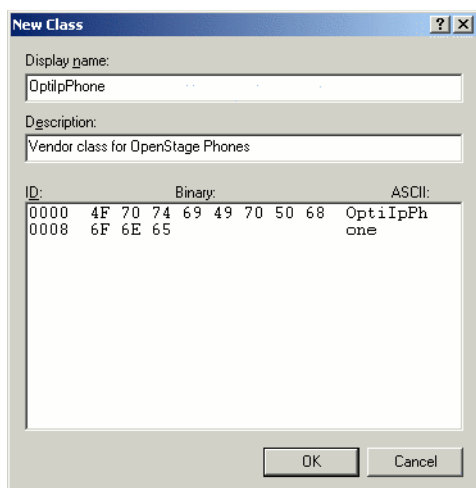 New Class
Display name:
OptiIpPhone
Description:
Vendor class for OpenStage Phones
ID: Binary: ASCII:
0000 4F 70 74 69 49 70 50 68 OptiIpPh
0008 6F 6E 65 one
OK Cancel